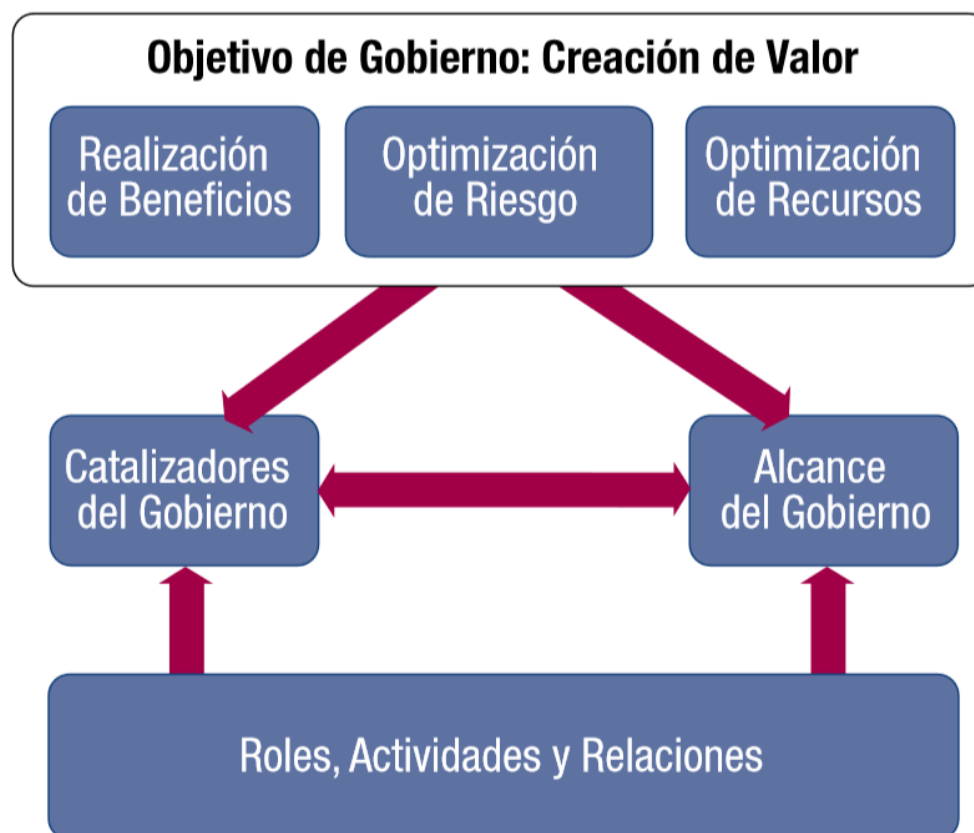 Objetivo de Gobierno: Creación de Valor
Realización
de Beneficios
Optimización
de Riesgo
Optimización
de Recursos
Catalizadores
del Gobierno
Alcance
del Gobierno
Roles, Actividades y Relaciones